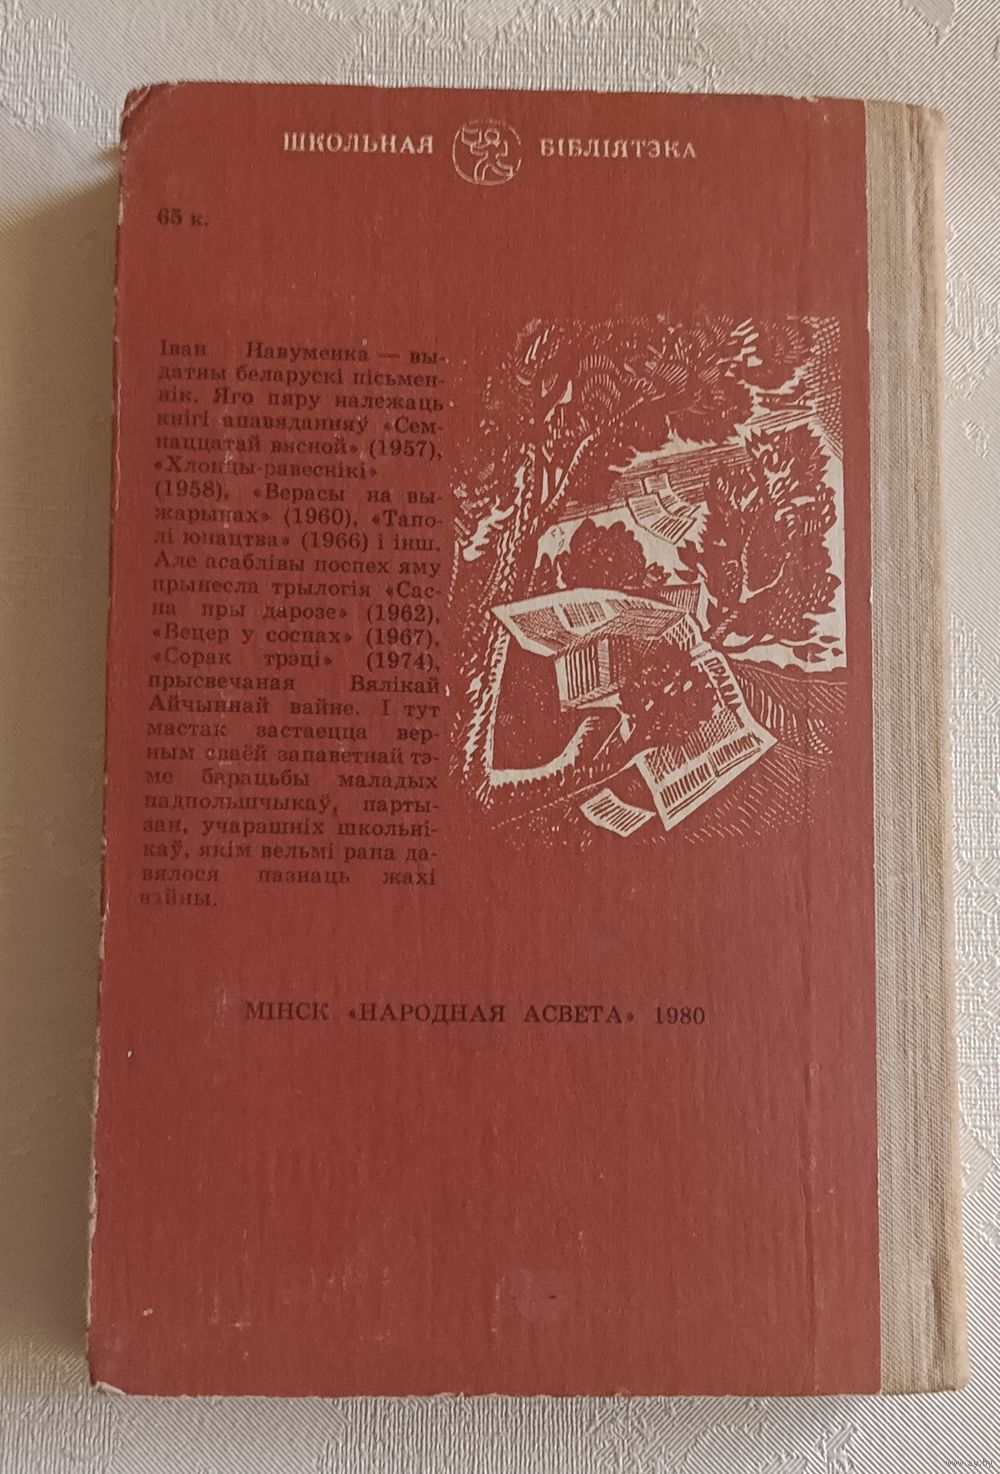 ШКОЛЬНАЯ БІБЛІЯТЭКА
65 к.
Іван Навуменка — вы-
датны беларускі пісьмен-
нік. Яго пяру належаць
кнігі апавяданняў «Сем-
наццатай вясной» (1957),
«Хлопцы-равеснікі»
(1958), «Верасы на вы-
жарынах» (1960), «Тапо-
лі юнацтва» (1966) і інш.
Але асаблівы поспех яму
прынесла трылогія «Сас-
на пры дарозе» (1962),
«Вецер у соснах» (1967),
«Сорак трэці» (1974),
прысвечаная Вялікай
Айчыннай вайне. І тут
мастак застаецца вер-
ным сваёй запаветнай тэ-
ме барацьбы маладых
падпольшчыкаў, парты-
зан, учарашніх школьні-
каў, якім вельмі рана да-
вялося пазнаць жахі
вайны.
ПРАВДА
МІНСК «НАРОДНАЯ АСВЕТА» 1980
www.ay.by